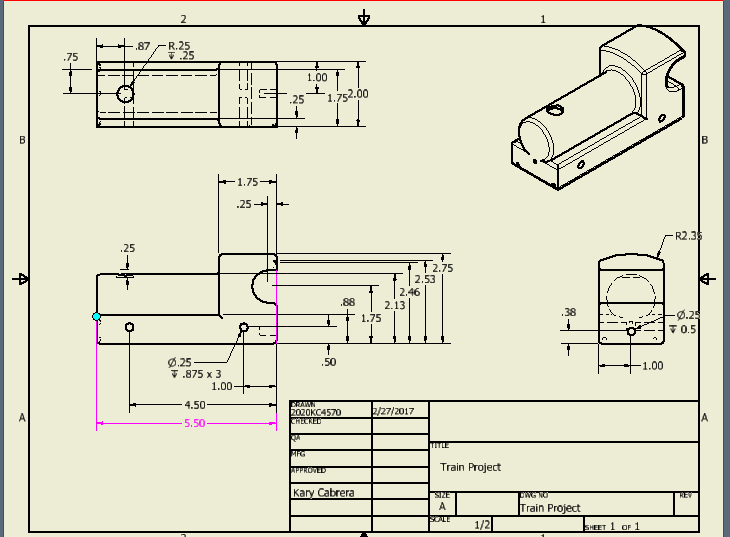 2
1
.87
R.25
↧ .25
.75
1.00
1.75
2.00
.25
B
B
1.75
.25
.25
2.75
2.53
2.46
2.13
1.75
.88
.50
R2.35
.38
Ø.25
↧ 0.5
1.00
Ø.25
↧ .875 x 3
1.00
4.50
5.50
A
A
DRAWN
2020KC4570
2/27/2017
CHECKED
QA
MFG
APPROVED
Kary Cabrera
TITLE
Train Project
SIZE
A
DWG NO
Train Project
REV
SCALE
1/2
SHEET 1 OF 1
2
1